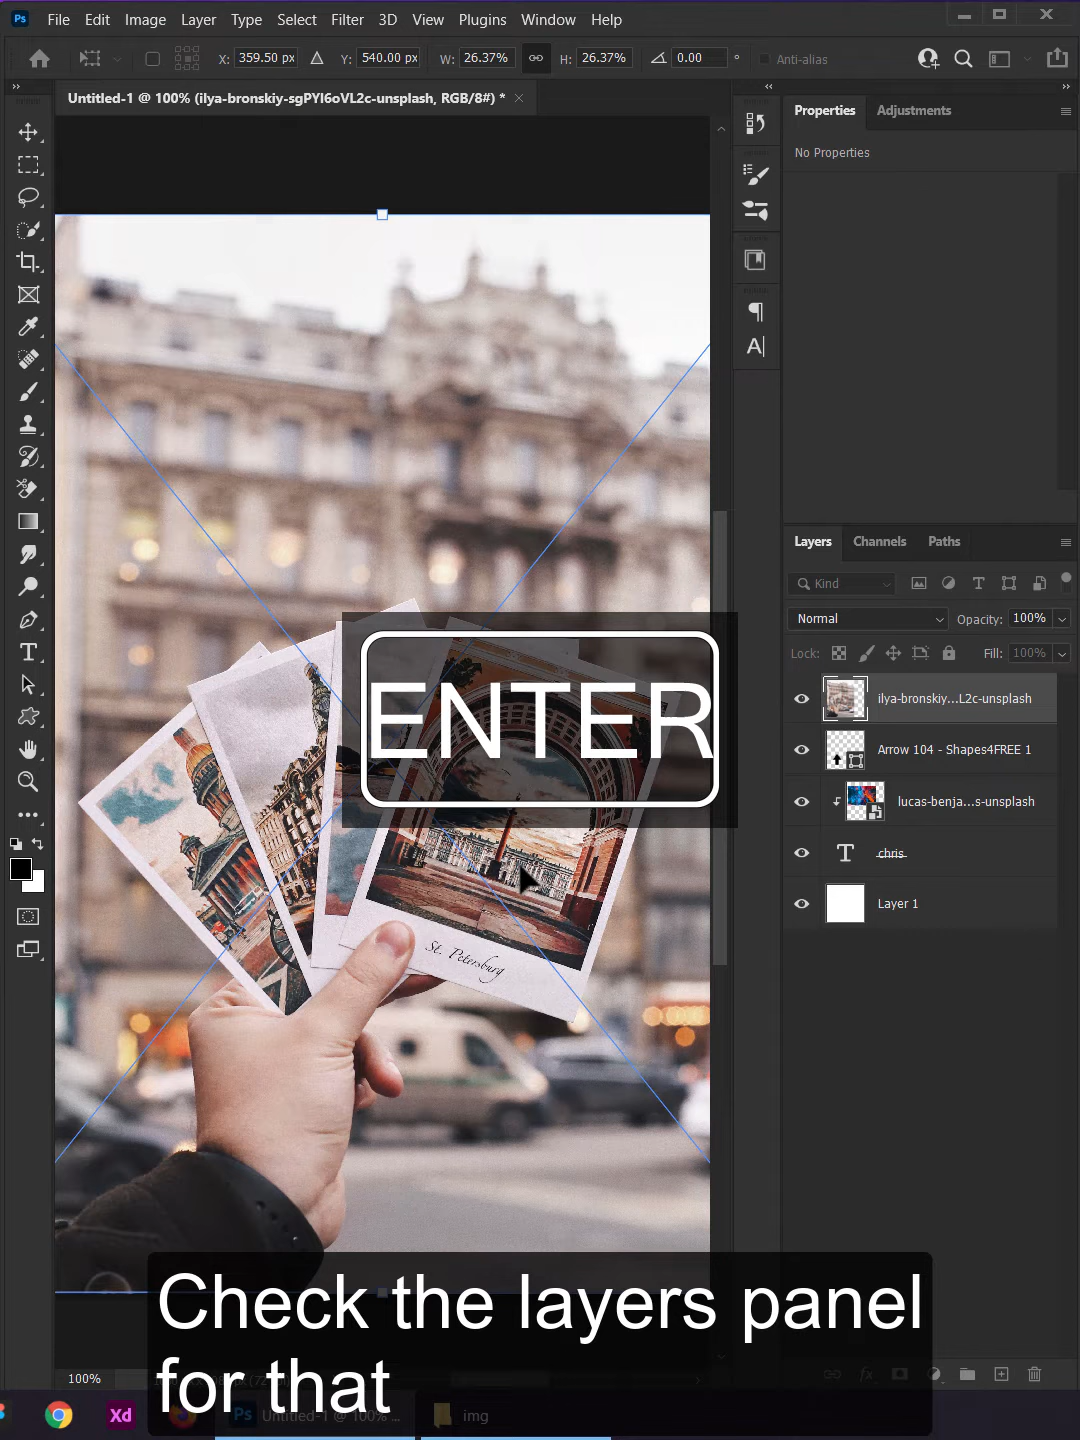 Ps File Edit Image Layer Type Select Filter 3D View Plugins Window Help
X: 359.50 px Y: 540.00 px W: 26.37% H: 26.37% 0.00 ° Anti-alias
Untitled-1 @ 100% (ilya-bronskiy-sgPYI6oVL2c-unsplash, RGB/8#) *
Properties Adjustments
No Properties
Layers Channels Paths
Kind
Normal Opacity: 100%
Lock: Fill: 100%
ilya-bronskiy...L2c-unsplash
Arrow 104 - Shapes4FREE 1
lucas-benja...s-unsplash
chris
Layer 1
ENTER
St. Petersburg
Check the layers panel
for that
100%
Xd
Ps Untitled-1 @ 100% ...
img